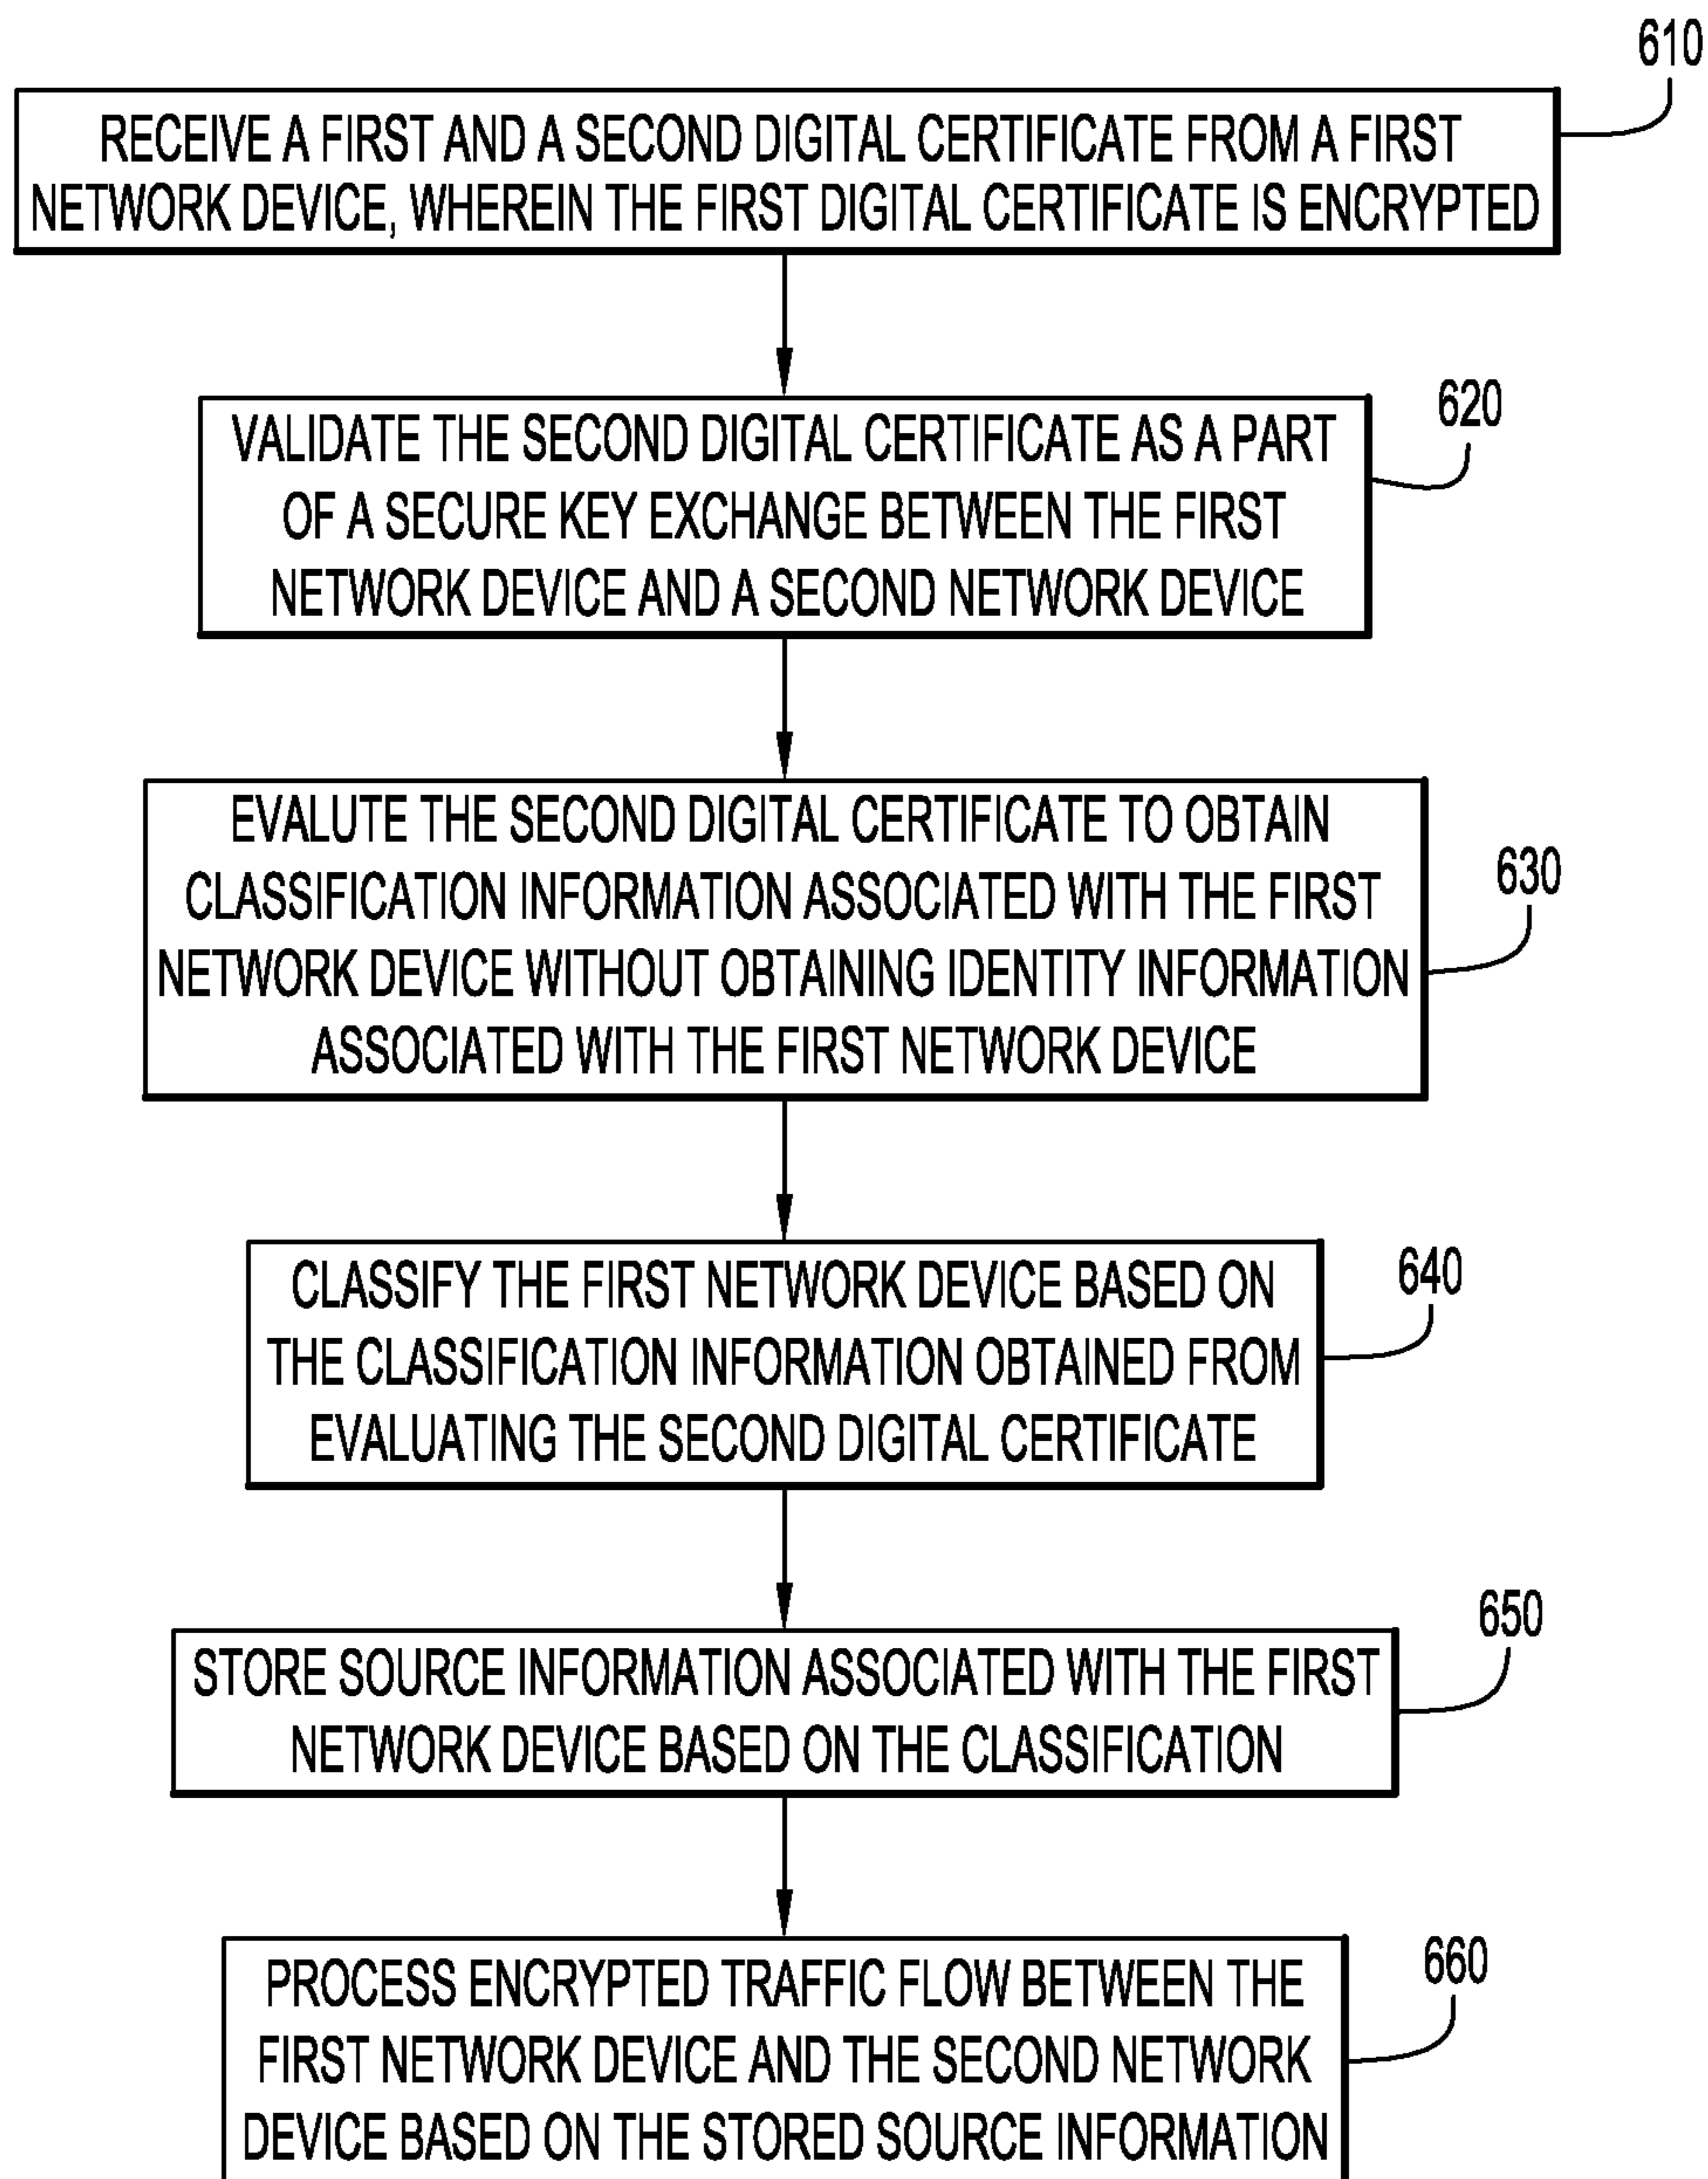 610
RECEIVE A FIRST AND A SECOND DIGITAL CERTIFICATE FROM A FIRST
NETWORK DEVICE, WHEREIN THE FIRST DIGITAL CERTIFICATE IS ENCRYPTED
620
VALIDATE THE SECOND DIGITAL CERTIFICATE AS A PART
OF A SECURE KEY EXCHANGE BETWEEN THE FIRST
NETWORK DEVICE AND A SECOND NETWORK DEVICE
630
EVALUTE THE SECOND DIGITAL CERTIFICATE TO OBTAIN
CLASSIFICATION INFORMATION ASSOCIATED WITH THE FIRST
NETWORK DEVICE WITHOUT OBTAINING IDENTITY INFORMATION
ASSOCIATED WITH THE FIRST NETWORK DEVICE
640
CLASSIFY THE FIRST NETWORK DEVICE BASED ON
THE CLASSIFICATION INFORMATION OBTAINED FROM
EVALUATING THE SECOND DIGITAL CERTIFICATE
650
STORE SOURCE INFORMATION ASSOCIATED WITH THE FIRST
NETWORK DEVICE BASED ON THE CLASSIFICATION
660
PROCESS ENCRYPTED TRAFFIC FLOW BETWEEN THE
FIRST NETWORK DEVICE AND THE SECOND NETWORK
DEVICE BASED ON THE STORED SOURCE INFORMATION